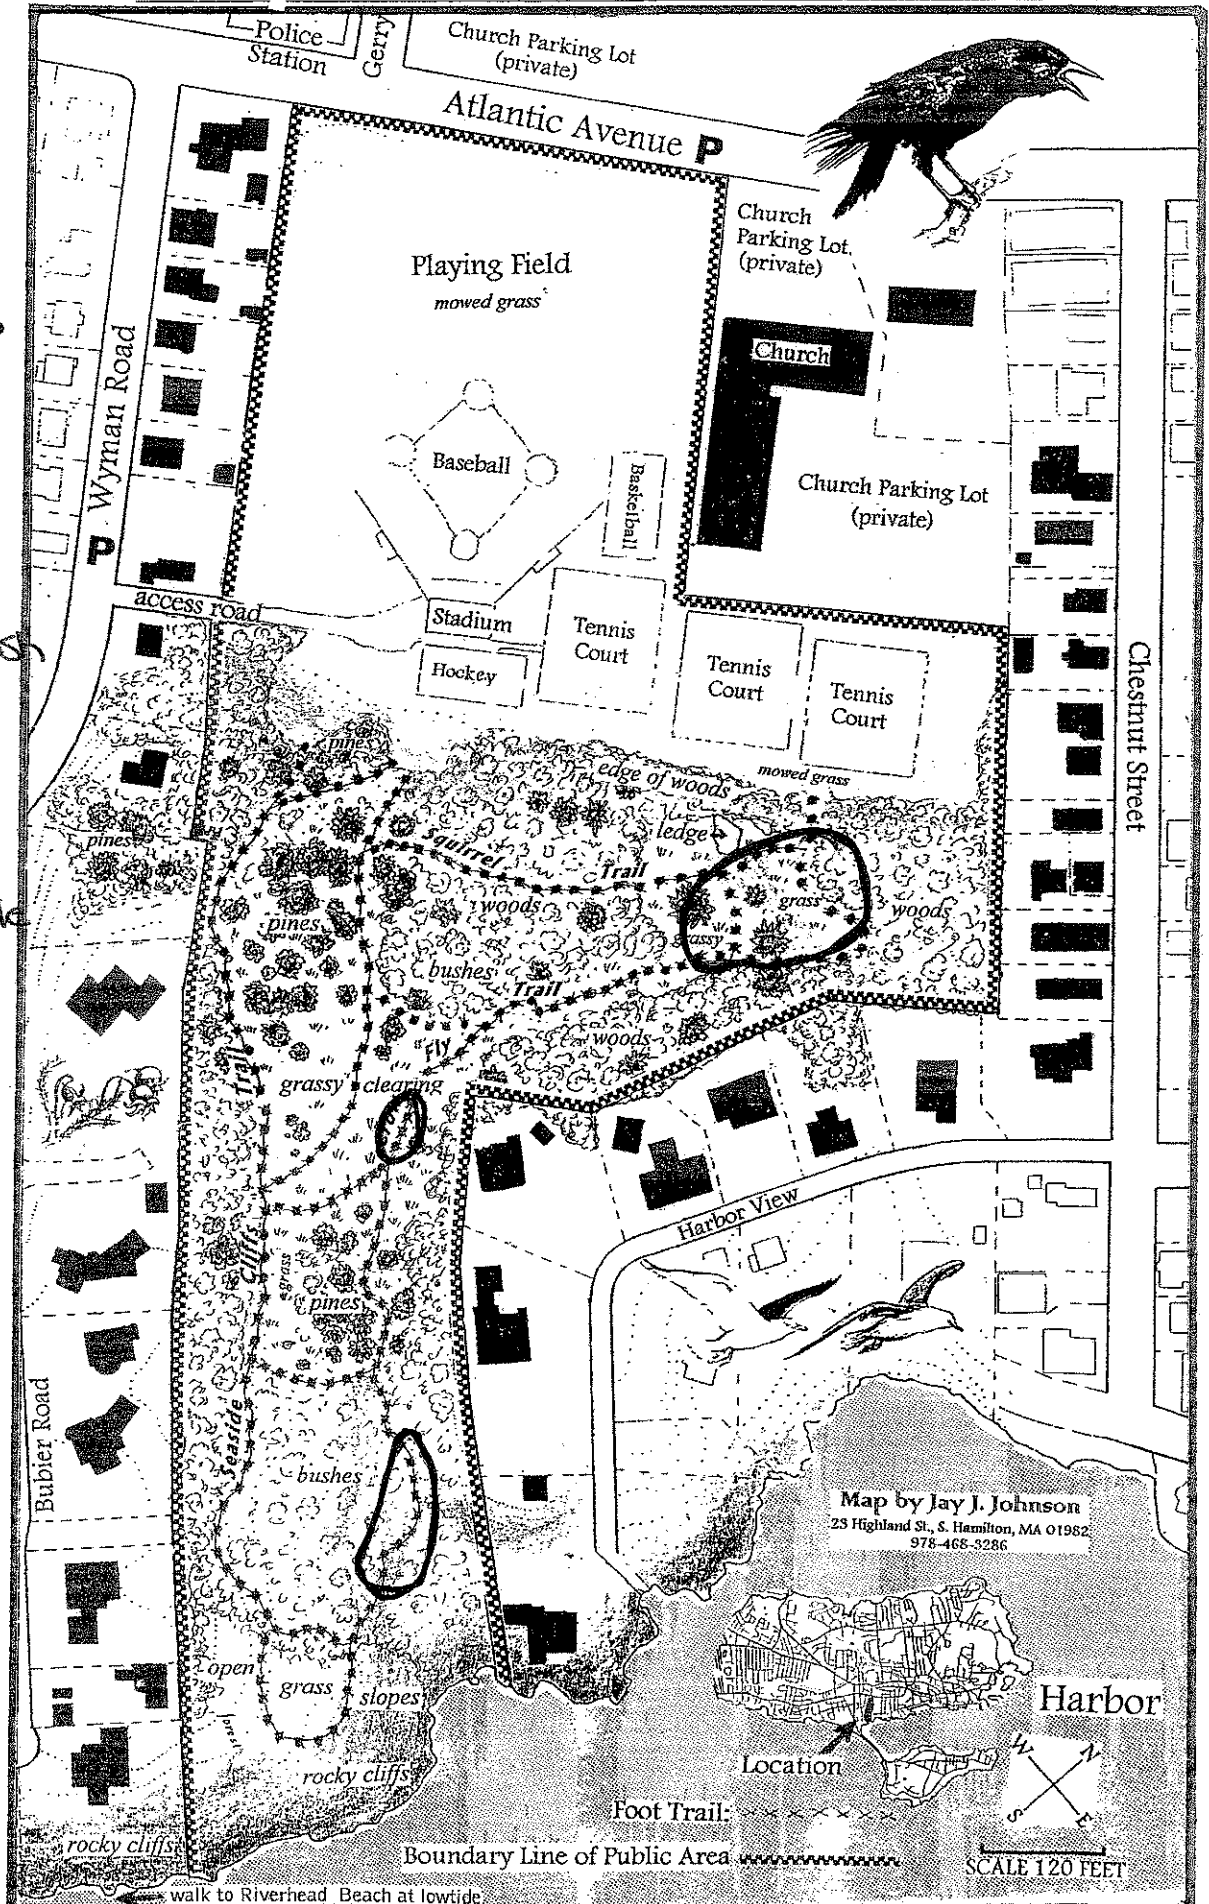 Police
Station
Gerry
Church Parking Lot
(private)
Atlantic Avenue P
Church
Parking Lot
(private)
Playing Field
mowed grass
Church
Wyman Road
P
Baseball
Basketball
Church Parking Lot
(private)
access road
Stadium
Tennis
Court
Hockey
Tennis
Court
Tennis
Court
Chestnut Street
pines
edge of woods
mowed grass
pines
ledge
Squirrel
Trail
woods
grass
woods
pines
grassy
bushes
Trail
woods
Fly
Trail
grassy clearing
Harbor View
Cliffs
grass
pines
Seaside
Bubier Road
bushes
Map by Jay J. Johnson
23 Highland St., S. Hamilton, MA 01982
978-468-3286
open
grass
slopes
forest
Harbor
Location
W
N
S
E
rocky cliffs
Foot Trail:
rocky cliffs
Boundary Line of Public Area
SCALE 120 FEET
walk to Riverhead Beach at lowtide